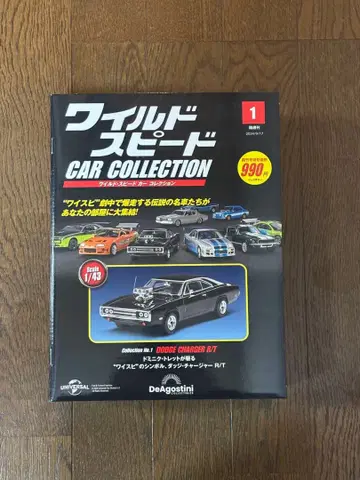 ワイルド
スピード
CAR COLLECTION
ワイルド・スピード カー コレクション
1
隔週刊
990円
"ワイスピ"劇中で爆走する伝説の名車たちが
あなたの部屋に大集結!
Scale
1/43
Collection No.1 DODGE CHARGER R/T
ドミニク・トレットが駆る
"ワイスピ"のシンボル、ダッジ・チャージャー R/T
UNIVERSAL
DeAGOSTINI